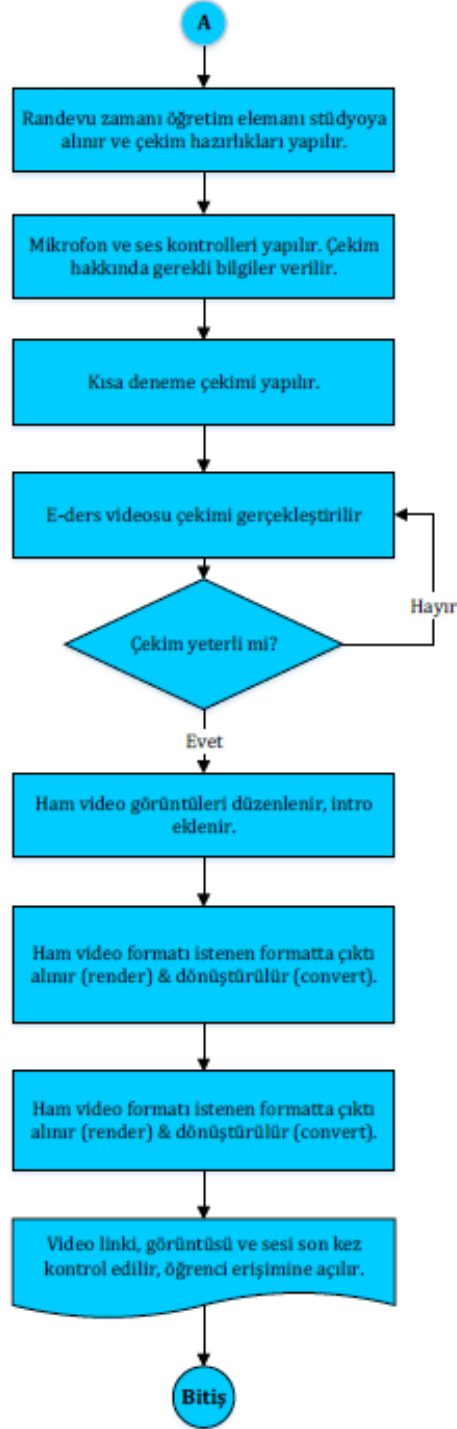 A
Randevu zamanı öğretim elemanı stüdyoya
alınır ve çekim hazırlıkları yapılır.
Mikrofon ve ses kontrolleri yapılır. Çekim
hakkında gerekli bilgiler verilir.
Kısa deneme çekimi yapılır.
E-ders videosu çekimi gerçekleştirilir
Hayır
Çekim yeterli mi?
Evet
Ham video görüntüleri düzenlenir, intro
eklenir.
Ham video formatı istenen formatta çıktı
alınır (render) & dönüştürülür (convert).
Ham video formatı istenen formatta çıktı
alınır (render) & dönüştürülür (convert).
Video linki, görüntüsü ve sesi son kez
kontrol edilir, öğrenci erişimine açılır.
Bitiş